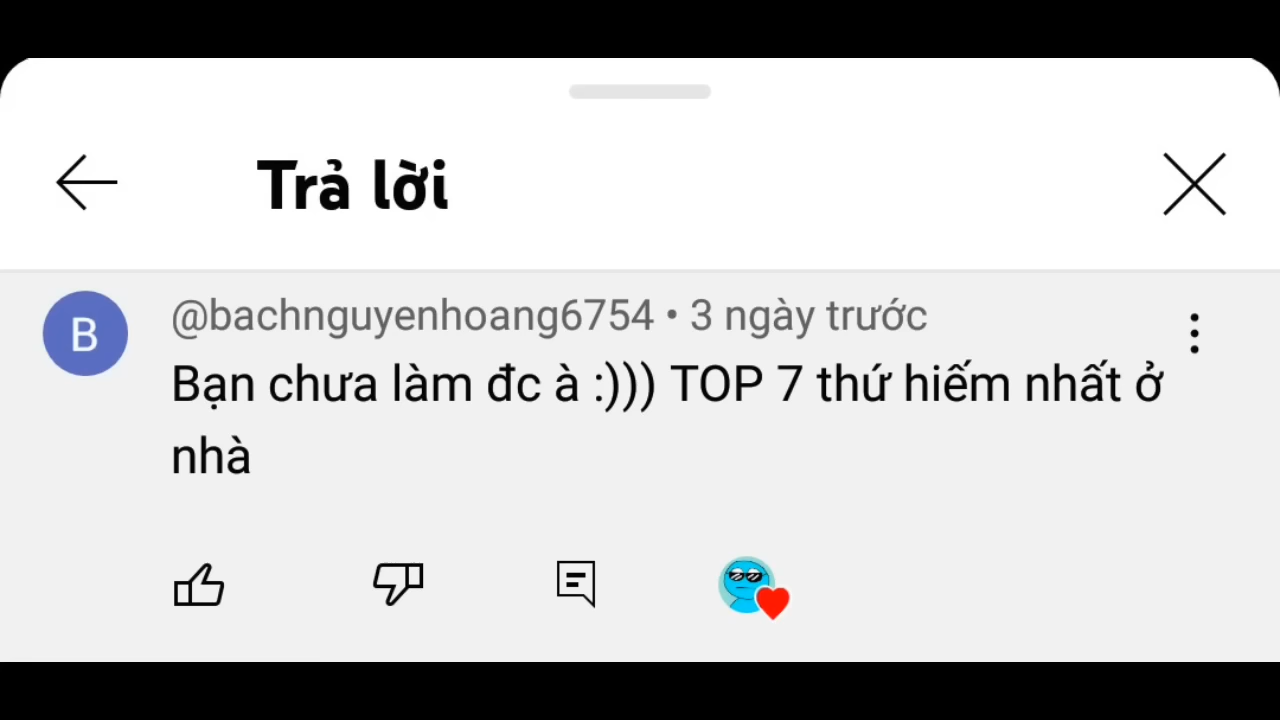 Trả lời
@bachnguyenhoang6754 • 3 ngày trước
Bạn chưa làm đc à :))) TOP 7 thứ hiếm nhất ở
nhà
B